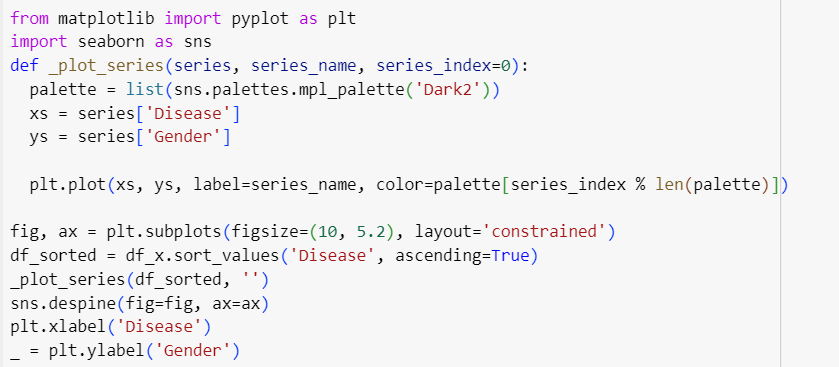 from matplotlib import pyplot as plt
import seaborn as sns
def _plot_series(series, series_name, series_index=0):
  palette = list(sns.palettes.mpl_palette('Dark2'))
  xs = series['Disease']
  ys = series['Gender']

  plt.plot(xs, ys, label=series_name, color=palette[series_index % len(palette)])

fig, ax = plt.subplots(figsize=(10, 5.2), layout='constrained')
df_sorted = df_x.sort_values('Disease', ascending=True)
_plot_series(df_sorted, '')
sns.despine(fig=fig, ax=ax)
plt.xlabel('Disease')
_ = plt.ylabel('Gender')